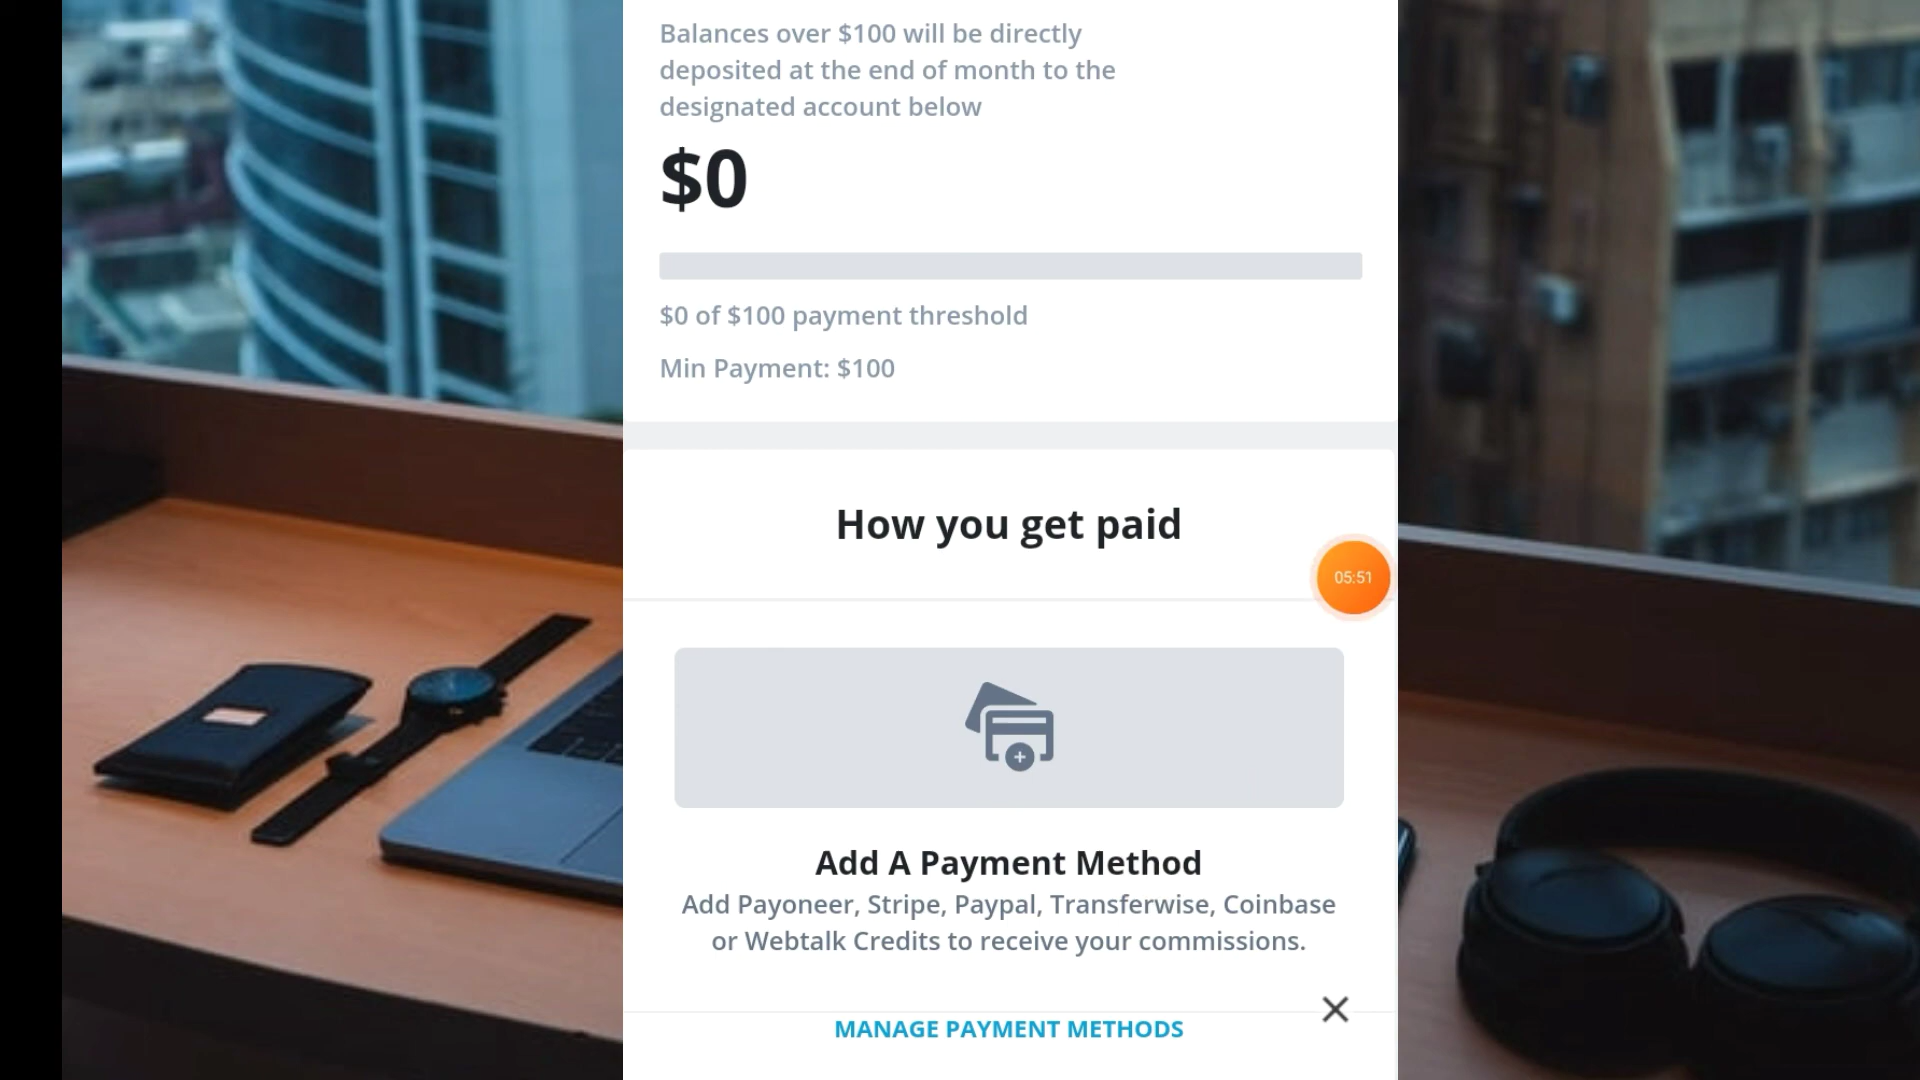 Balances over $100 will be directly
deposited at the end of month to the
designated account below
$0
$0 of $100 payment threshold
Min Payment: $100
How you get paid
05:51
Add A Payment Method
Add Payoneer, Stripe, Paypal, Transferwise, Coinbase
or Webtalk Credits to receive your commissions.
MANAGE PAYMENT METHODS